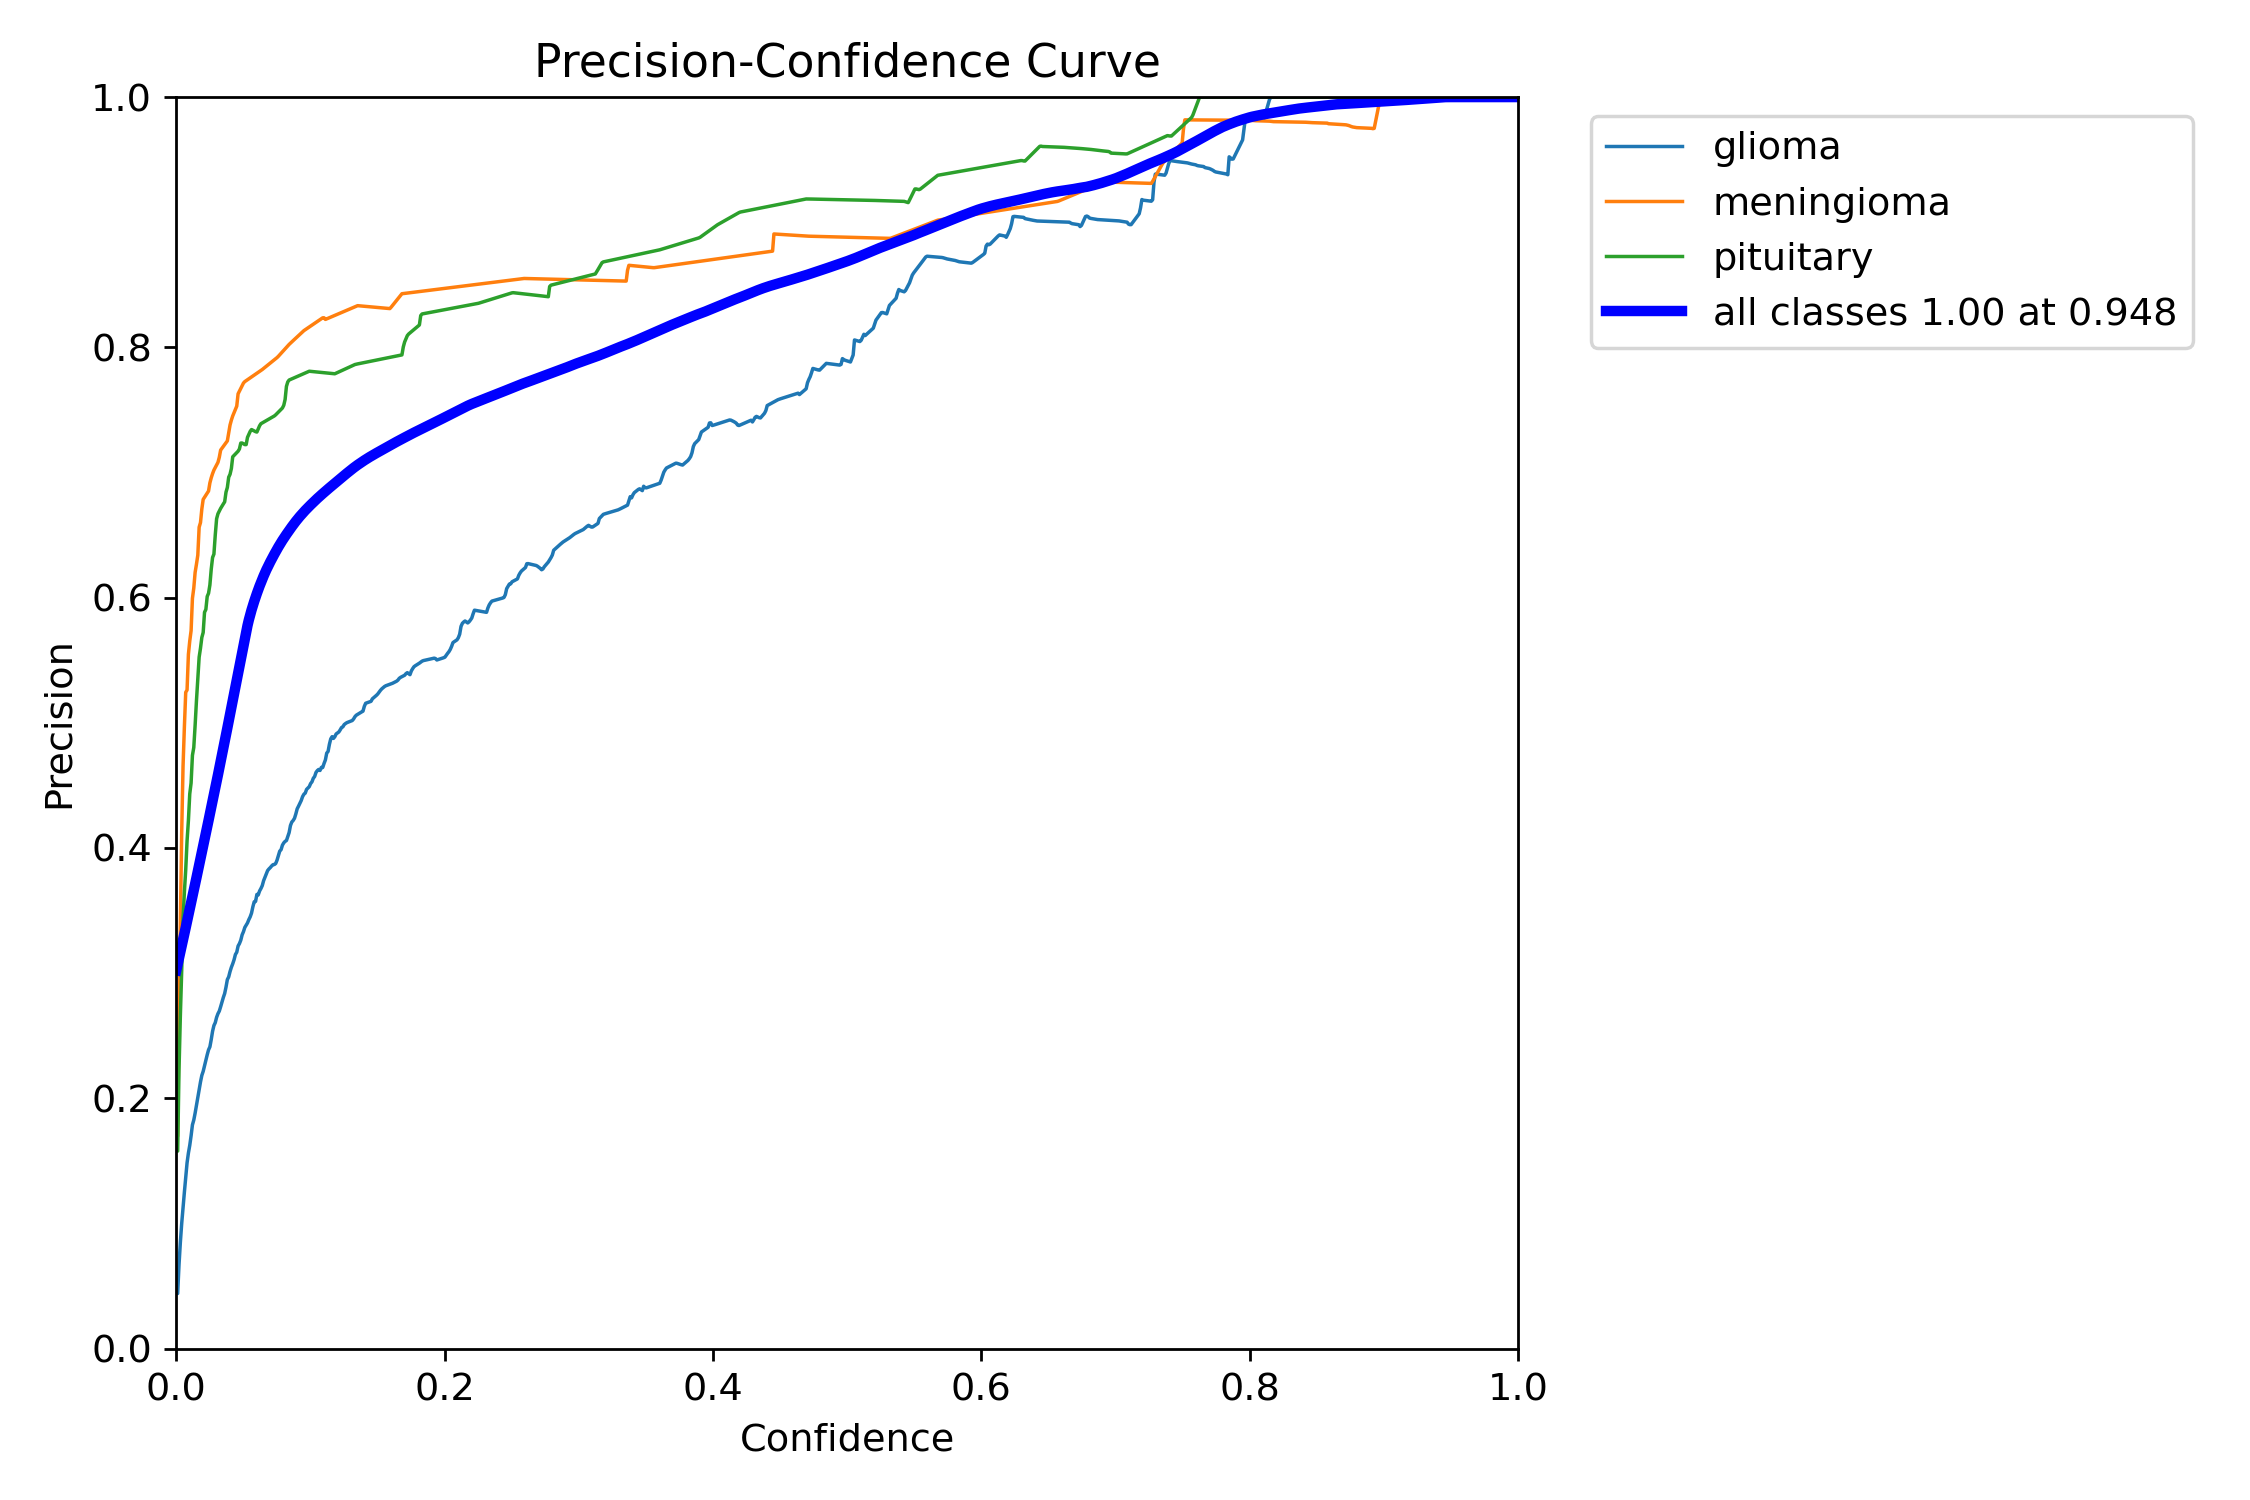 Precision-Confidence Curve
1.0
0.8
0.6
0.4
0.2
0.0
Precision
0.0 0.2 0.4 0.6 0.8 1.0
Confidence
glioma
meningioma
pituitary
all classes 1.00 at 0.948